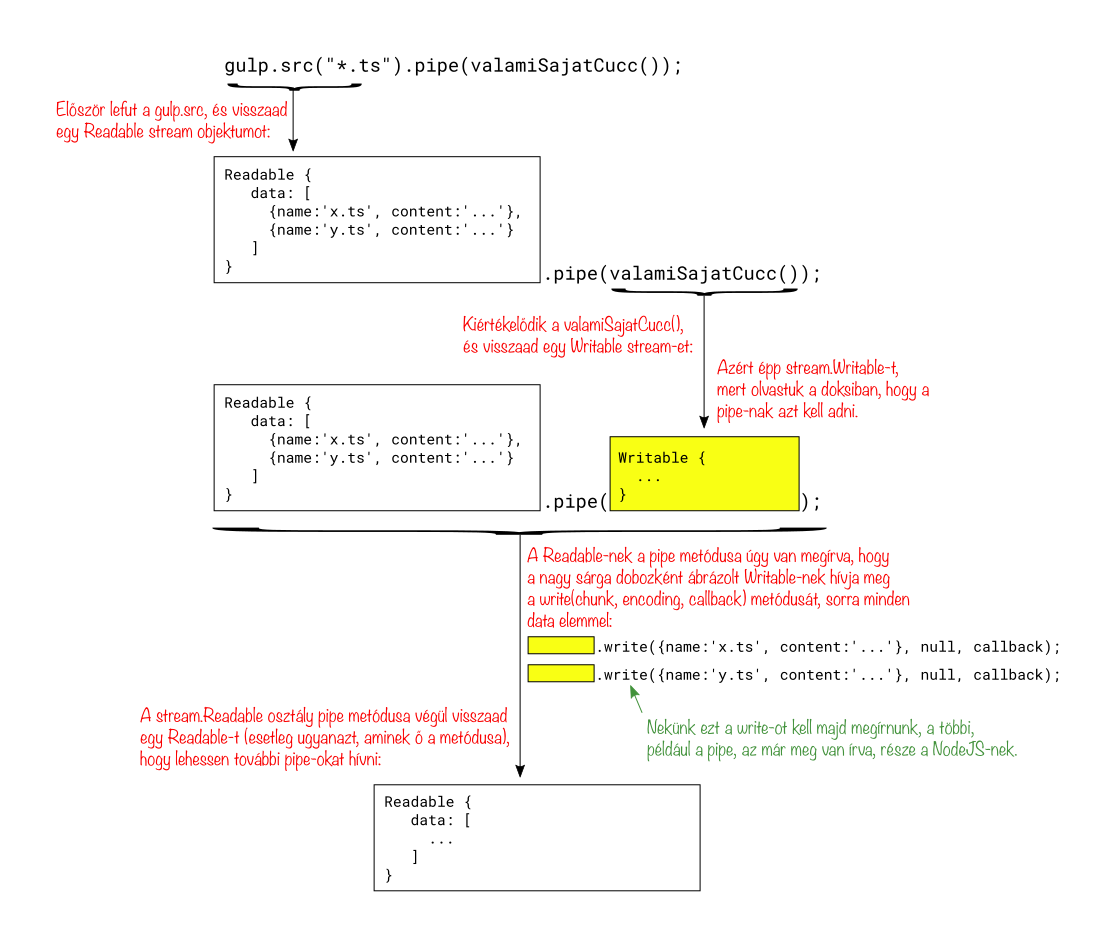 gulp.src("*.ts").pipe(valamiSajatCucc());
Először lefut a gulp.src, és visszaad
egy Readable stream objektumot:
Readable {
data: [
{name:'x.ts', content:'...'},
{name:'y.ts', content:'...'}
]
}
.pipe(valamiSajatCucc());
Kiértékelődik a valamiSajatCucc(),
és visszaad egy Writable stream-et:
Azért épp stream.Writable-t,
mert olvastuk a doksiban, hogy a
pipe-nak azt kell adni.
Readable {
data: [
{name:'x.ts', content:'...'},
{name:'y.ts', content:'...'}
]
}
.pipe(
Writable {
...
}
);
A Readable-nek a pipe metódusa úgy van megírva, hogy
a nagy sárga dobozként ábrázolt Writable-nek hívja meg
a write(chunk, encoding, callback) metódusát, sorra minden
data elemmel:
.write({name:'x.ts', content:'...'}, null, callback);
.write({name:'y.ts', content:'...'}, null, callback);
Nekünk ezt a write-ot kell majd megírnunk, a többi,
például a pipe, az már meg van írva, része a NodeJS-nek.
A stream.Readable osztály pipe metódusa végül visszaad
egy Readable-t (esetleg ugyanazt, aminek ő a metódusa),
hogy lehessen további pipe-okat hívni:
Readable {
data: [
...
]
}